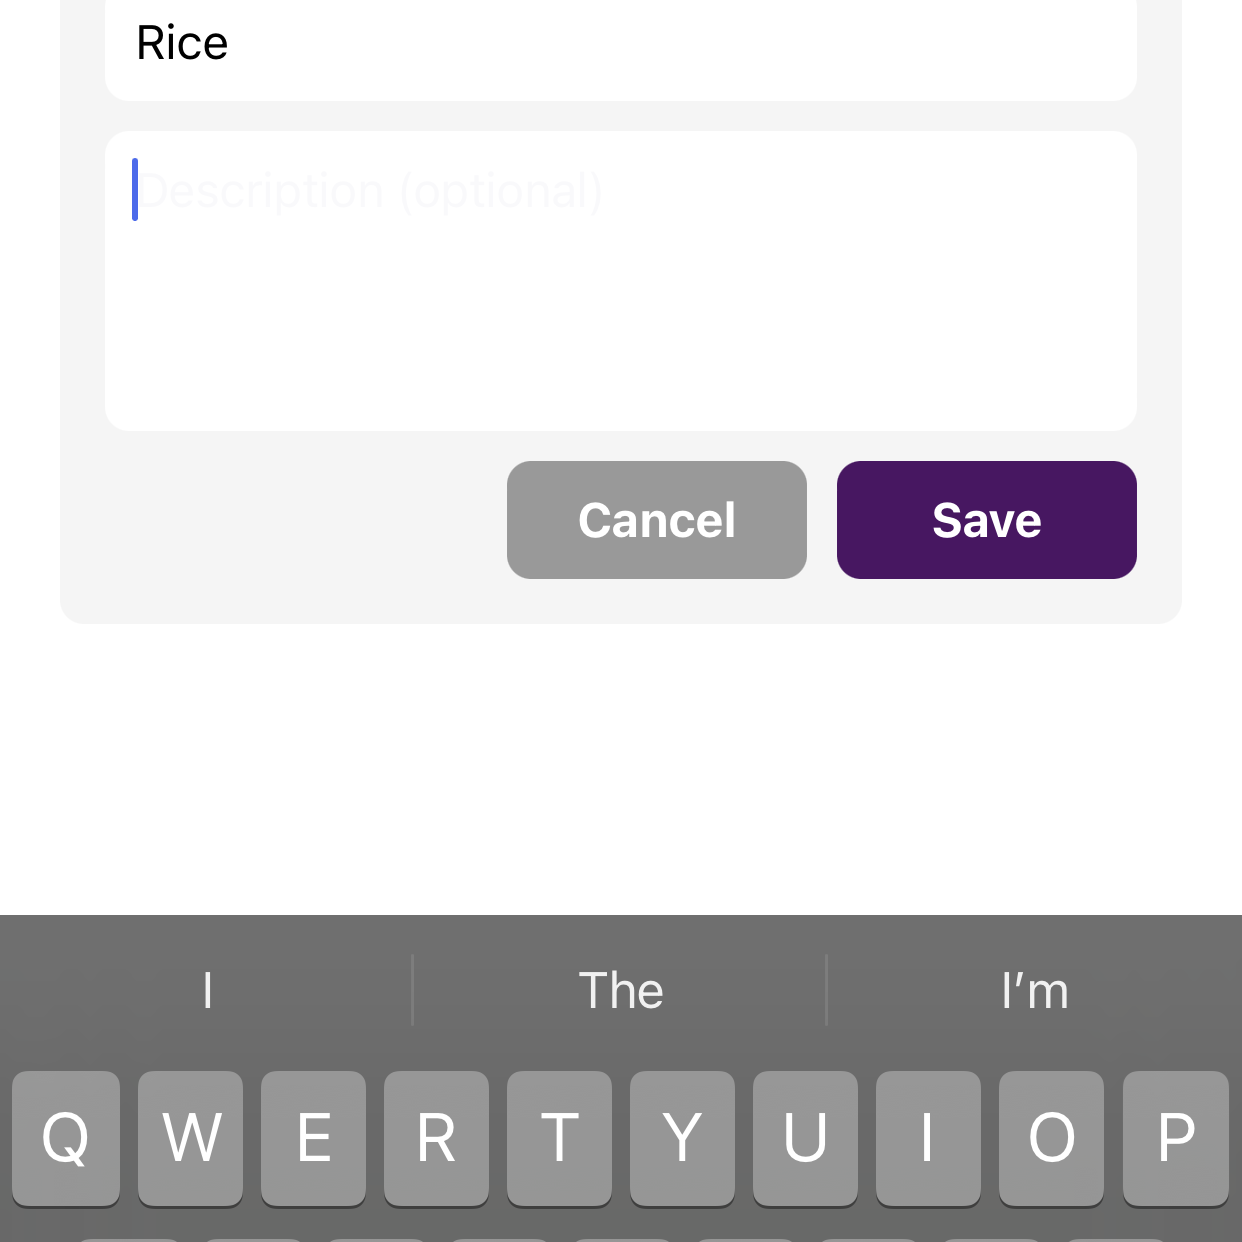 Rice
Description (optional)
Cancel Save
I The I’m
Q W E R T Y U I O P